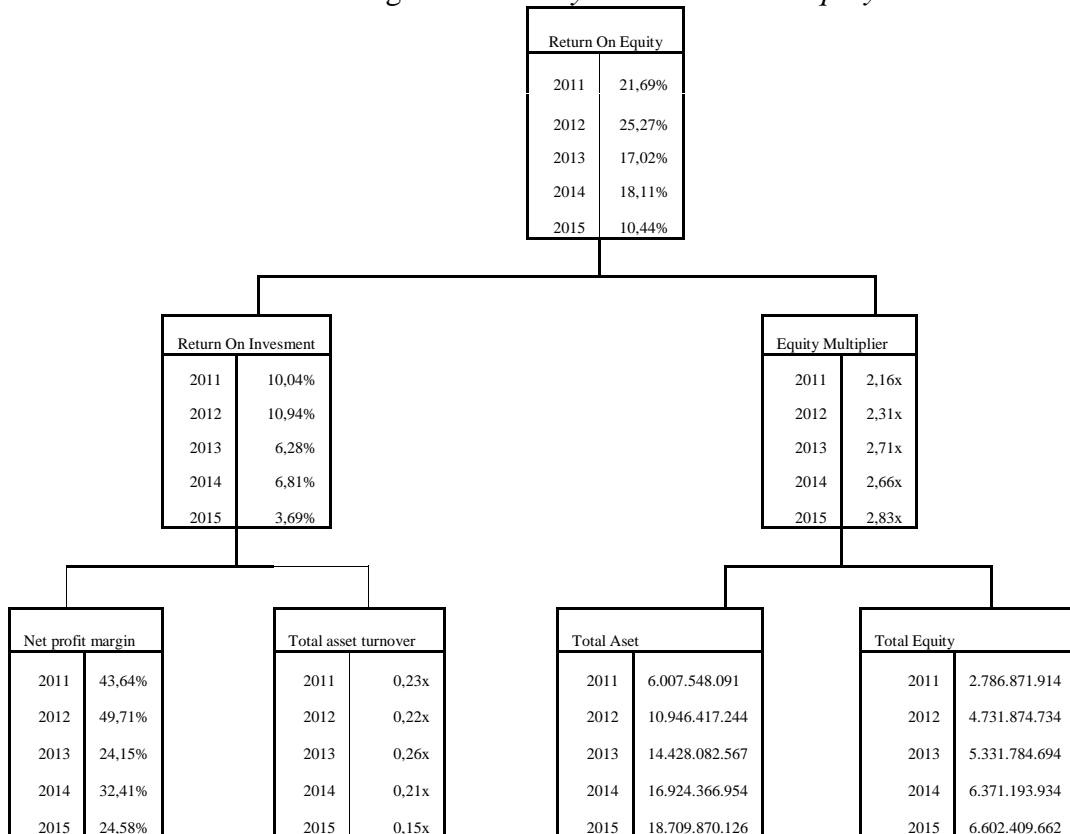 Return On Equity
2011 21,69%
2012 25,27%
2013 17,02%
2014 18,11%
2015 10,44%
Return On Invesment
2011 10,04%
2012 10,94%
2013 6,28%
2014 6,81%
2015 3,69%
Equity Multiplier
2011 2,16x
2012 2,31x
2013 2,71x
2014 2,66x
2015 2,83x
Net profit margin
2011 43,64%
2012 49,71%
2013 24,15%
2014 32,41%
2015 24,58%
Total asset turnover
2011 0,23x
2012 0,22x
2013 0,26x
2014 0,21x
2015 0,15x
Total Aset
2011 6.007.548.091
2012 10.946.417.244
2013 14.428.082.567
2014 16.924.366.954
2015 18.709.870.126
Total Equity
2011 2.786.871.914
2012 4.731.874.734
2013 5.331.784.694
2014 6.371.193.934
2015 6.602.409.662